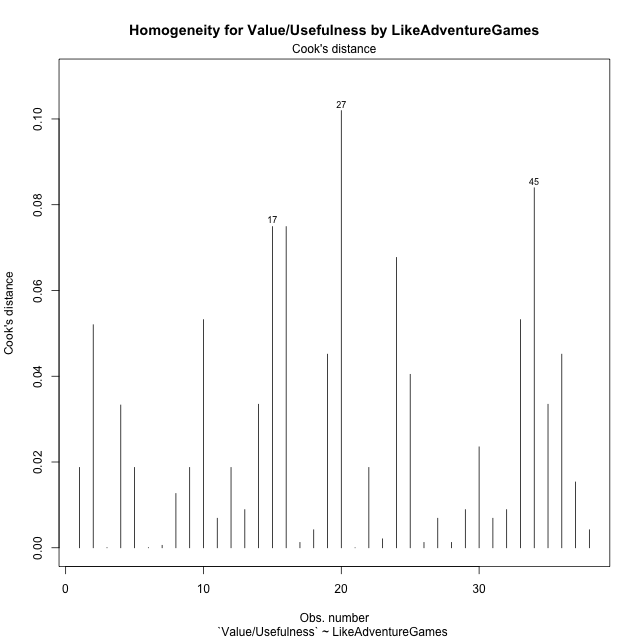 Homogeneity for Value/Usefulness by LikeAdventureGames
Cook's distance
Cook's distance
0.10
0.08
0.06
0.04
0.02
0.00
27
45
17
0 10 20 30
Obs. number
`Value/Usefulness` ~ LikeAdventureGames